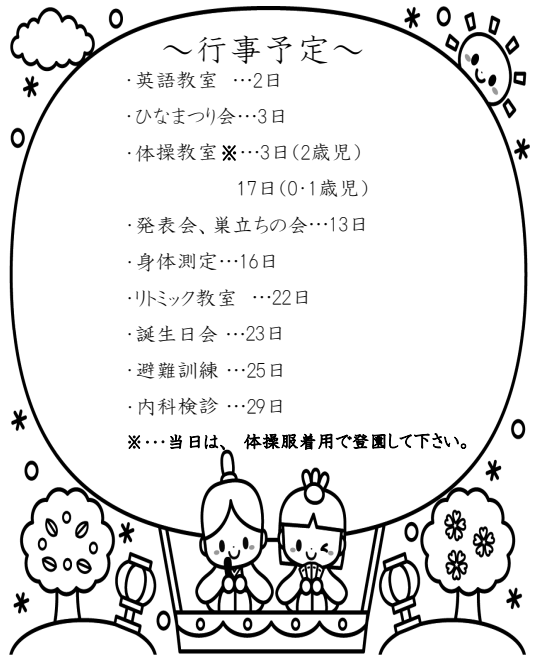 ～行事予定～
・英語教室　…2日
・ひなまつり会…3日
・体操教室※…3日(2歳児)
17日(0・1歳児)
・発表会、巣立ちの会…13日
・身体測定…16日
・リトミック教室　…22日
・誕生日会 …23日
・避難訓練 …25日
・内科検診 …29日
※・・・当日は、　体操服着用で登園して下さい。